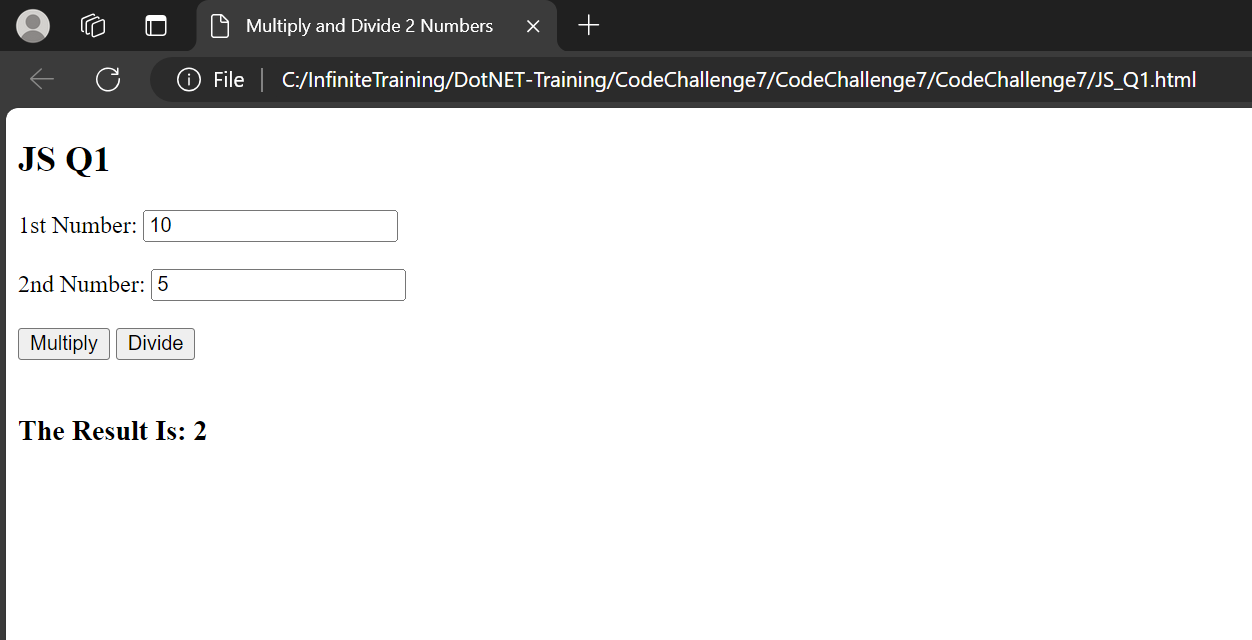 Multiply and Divide 2 Numbers
File C:/InfiniteTraining/DotNET-Training/CodeChallenge7/CodeChallenge7/CodeChallenge7/JS_Q1.html
JS Q1
1st Number: 10
2nd Number: 5
Multiply Divide
The Result Is: 2